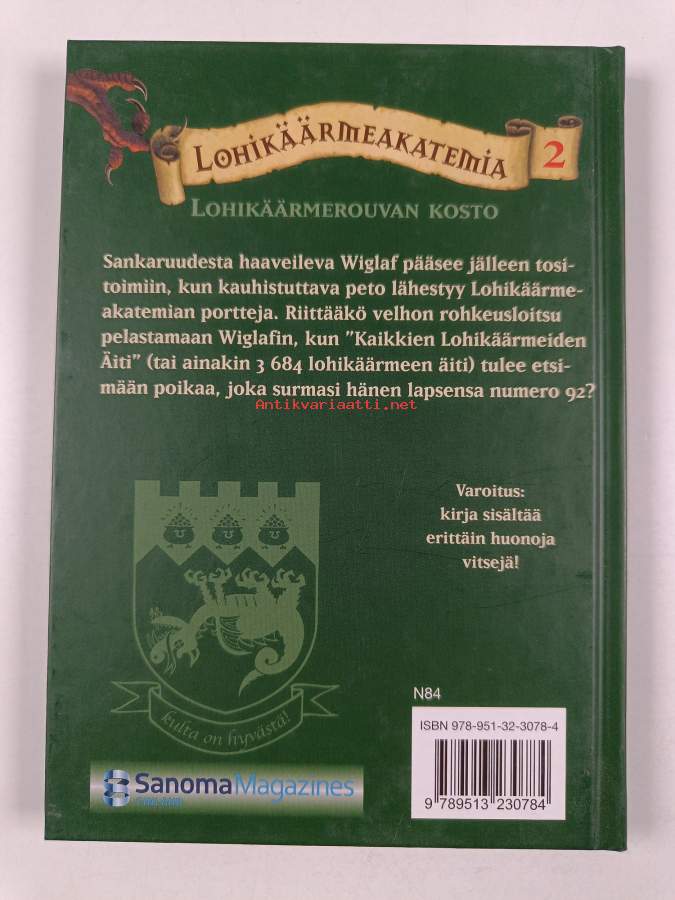 Lohikäärmeakatemia 2
Lohikäärmerouvan kosto
Sankaruudesta haaveileva Wiglaf pääsee jälleen tosi-
toimiin, kun kauhistuttava peto lähestyy Lohikäärme-
akatemian portteja. Riittääkö velhon rohkeusloitsu
pelastamaan Wiglafin, kun ”Kaikkien Lohikäärmeiden
Äiti” (tai ainakin 3 684 lohikäärmeen äiti) tulee etsi-
mään poikaa, joka surmasi hänen lapsensa numero 92?
Antikvariaatti.net
Varoitus:
kirja sisältää
erittäin huonoja
vitsejä!
kulta on hyvästä!
N84
ISBN 978-951-32-3078-4
9 789513 230784
SanomaMagazines